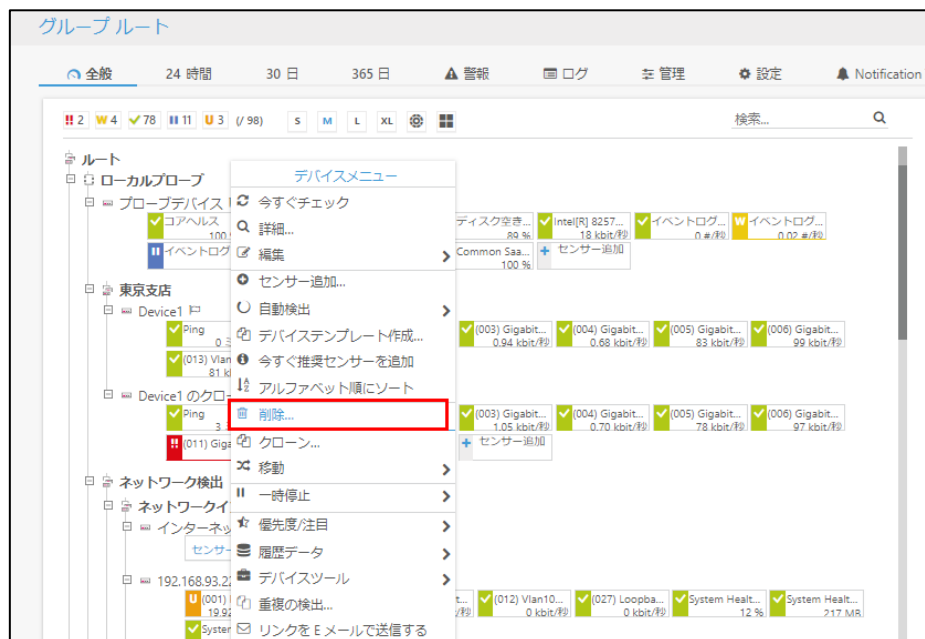 グループ ルート
全般 24 時間 30 日 365 日 警報 ログ 管理 設定 Notification
!! 2 W 4 78 11 U 3 (/ 98) S M L XL 検索...
ルート
ローカルプローブ
プローブデバイス
コアヘルス ディスク空き... Intel[R] 8257... イベントログ... W イベントログ...
100 89 % 18 kbit/秒 0 #/秒 0.02 #/秒
イベントログ Common Saa... + センサー追加
100 %
東京支店
Device1
Ping (003) Gigabit... (004) Gigabit... (005) Gigabit... (006) Gigabit...
0 0.94 kbit/秒 0.68 kbit/秒 83 kbit/秒 99 kbit/秒
(013) Vlan
81 k
Device1 のクロー
Ping (003) Gigabit... (004) Gigabit... (005) Gigabit... (006) Gigabit...
3 1.05 kbit/秒 0.70 kbit/秒 78 kbit/秒 97 kbit/秒
!! (011) Giga + センサー追加
ネットワーク検出
ネットワークイ
インターネッ
センサー
192.168.93.22
U (001) t... (012) Vlan10... (027) Loopba... System Healt... System Healt...
19.92 /秒 0 kbit/秒 0 kbit/秒 12 % 217 MB
System
デバイスメニュー
今すぐチェック
詳細...
編集
センサー追加...
自動検出
デバイステンプレート作成...
今すぐ推奨センサーを追加
アルファベット順にソート
削除...
クローン...
移動
一時停止
優先度/注目
履歴データ
デバイスツール
重複の検出...
リンクを E メールで送信する